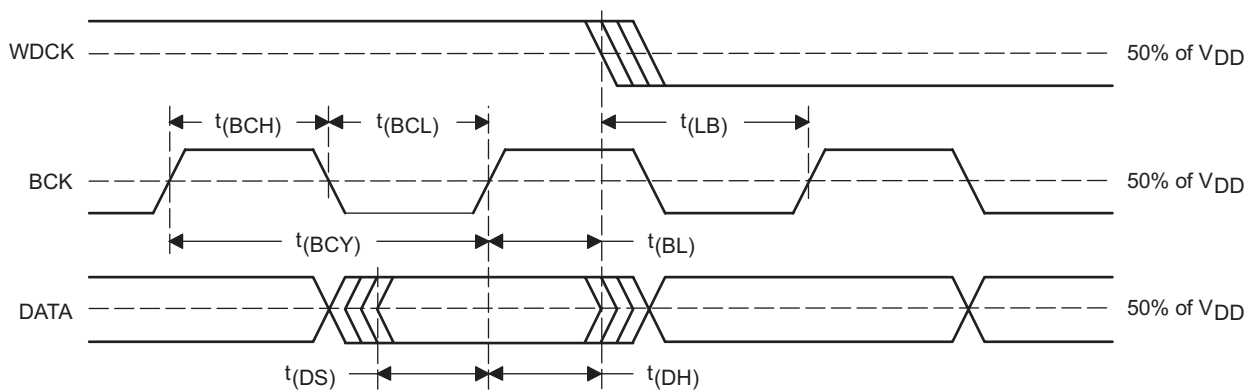 WDCK
50% of VDD
t(BCH)
t(BCL)
t(LB)
BCK
50% of VDD
t(BCY)
t(BL)
DATA
50% of VDD
t(DS)
t(DH)